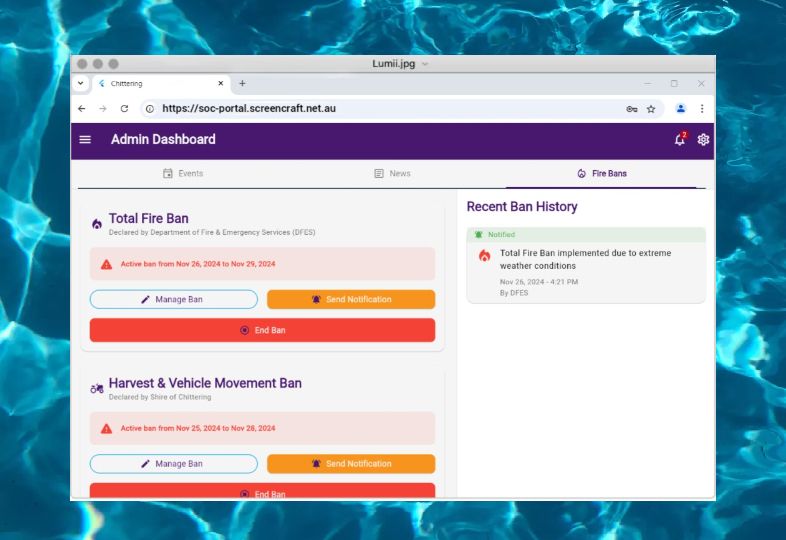 Lumii.jpg
Chittering
https://soc-portal.screencraft.net.au
Admin Dashboard
2
Events
News
Fire Bans
Total Fire Ban
Declared by Department of Fire & Emergency Services (DFES)
Active ban from Nov 26, 2024 to Nov 29, 2024
Manage Ban
Send Notification
End Ban
Harvest & Vehicle Movement Ban
Declared by Shire of Chittering
Active ban from Nov 25, 2024 to Nov 28, 2024
Manage Ban
Send Notification
End Ban
Recent Ban History
Notified
Total Fire Ban implemented due to extreme
weather conditions
Nov 26, 2024 - 4:21 PM
By DFES